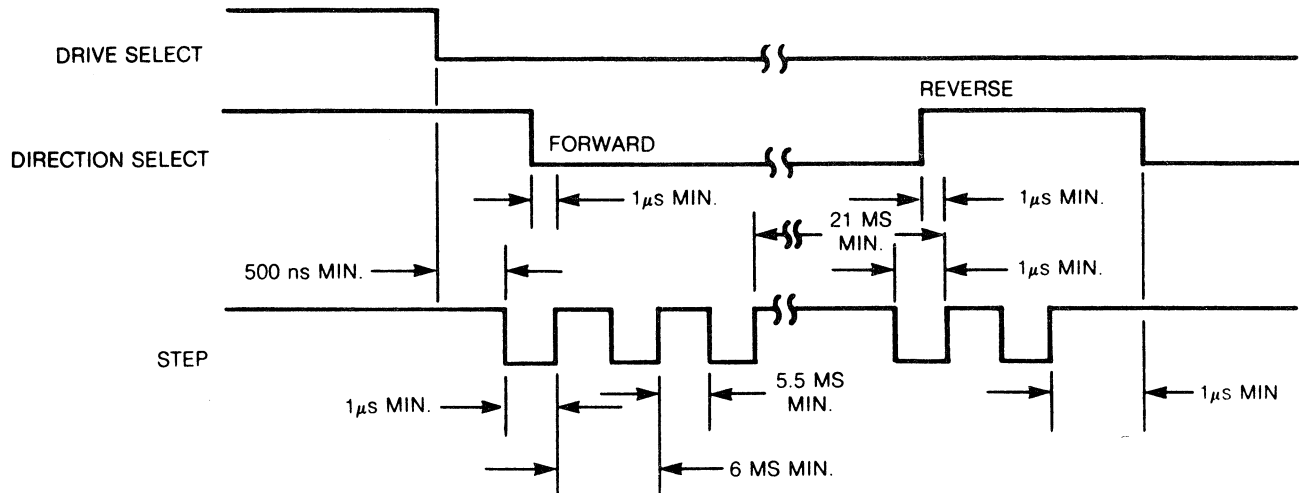 DRIVE SELECT
REVERSE
DIRECTION SELECT
FORWARD
1μS MIN.
1μS MIN.
21 MS
MIN.
500 ns MIN.
1μS MIN.
STEP
5.5 MS
MIN.
1μS MIN.
1μS MIN
6 MS MIN.